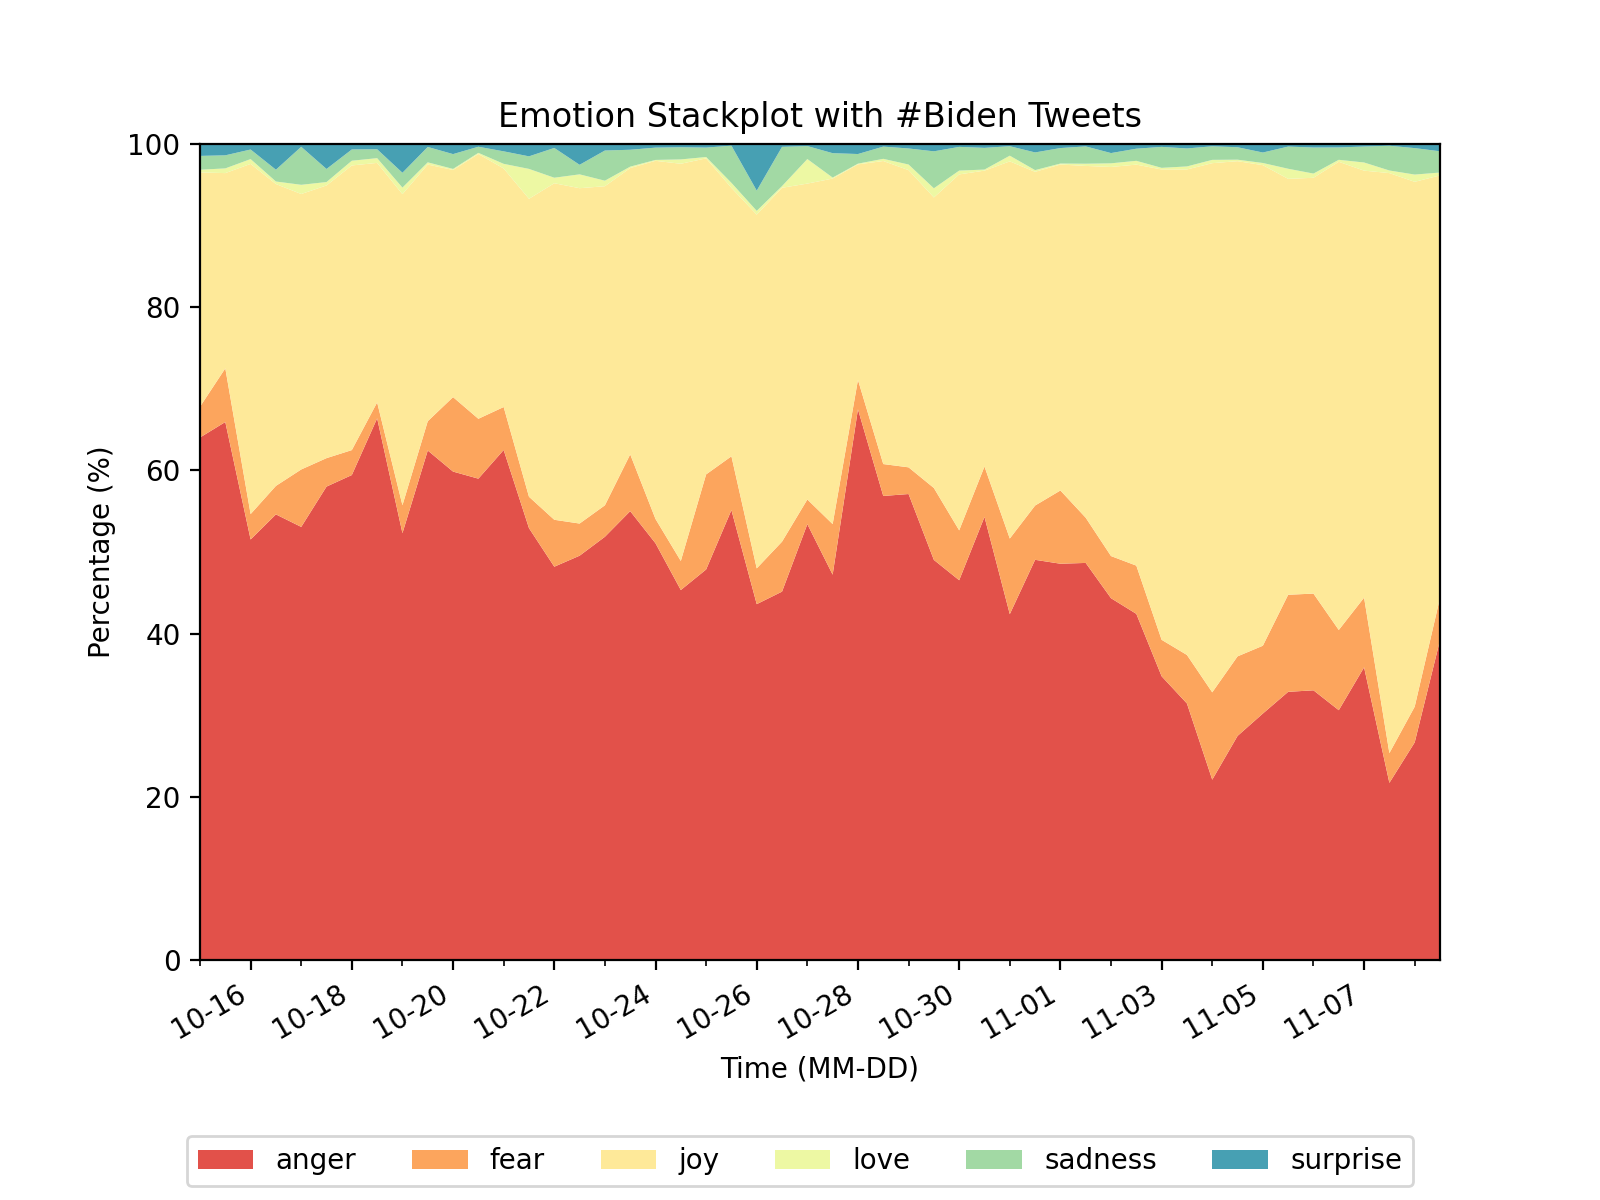 Emotion Stackplot with #Biden Tweets
100
80
60
40
20
0
Percentage (%)
10-16 10-18 10-20 10-22 10-24 10-26 10-28 10-30 11-01 11-03 11-05 11-07
Time (MM-DD)
anger fear joy love sadness surprise